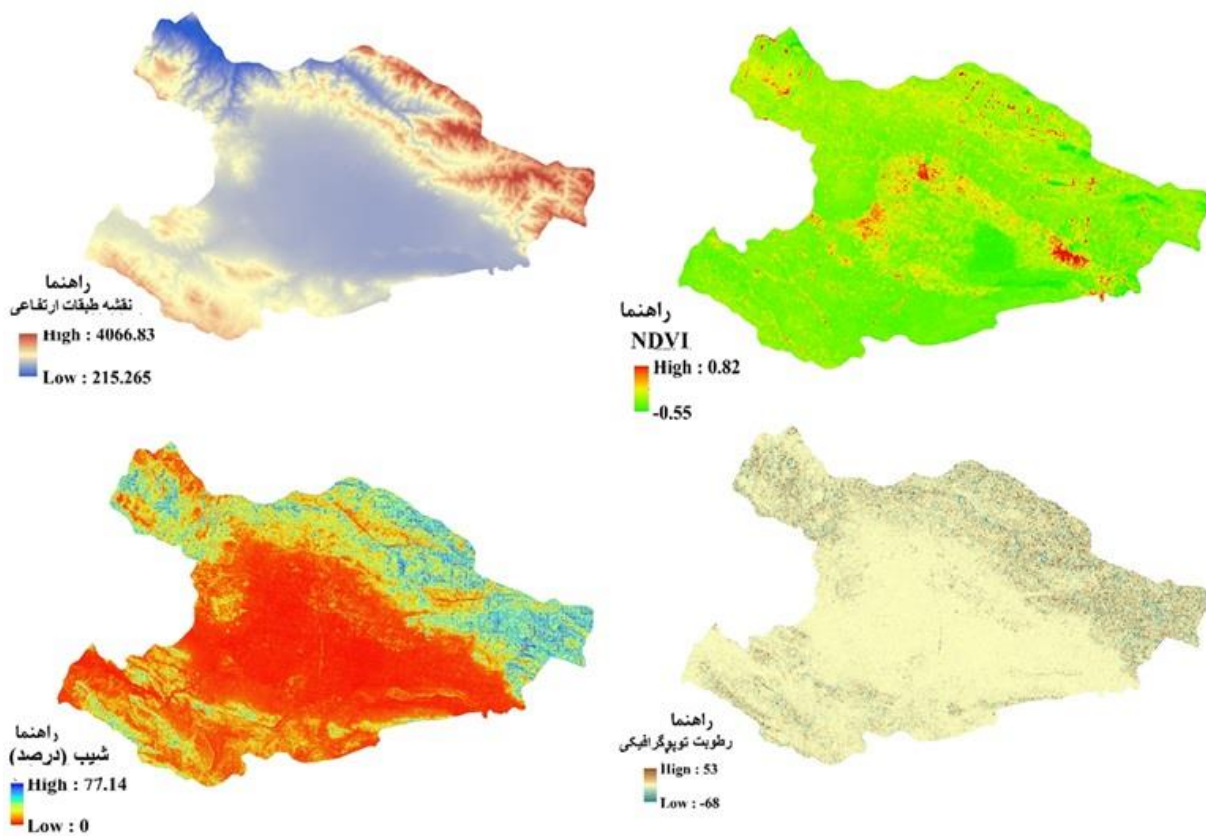 راهنما
نقشه طبقات ارتفاعی
High : 4066.83
Low : 215.265
راهنما
NDVI
High : 0.82
-0.55
راهنما
شیب (درصد)
High : 77.14
Low : 0
راهنما
رطوبت توپوگرافیکی
Hign : 53
Low : -68